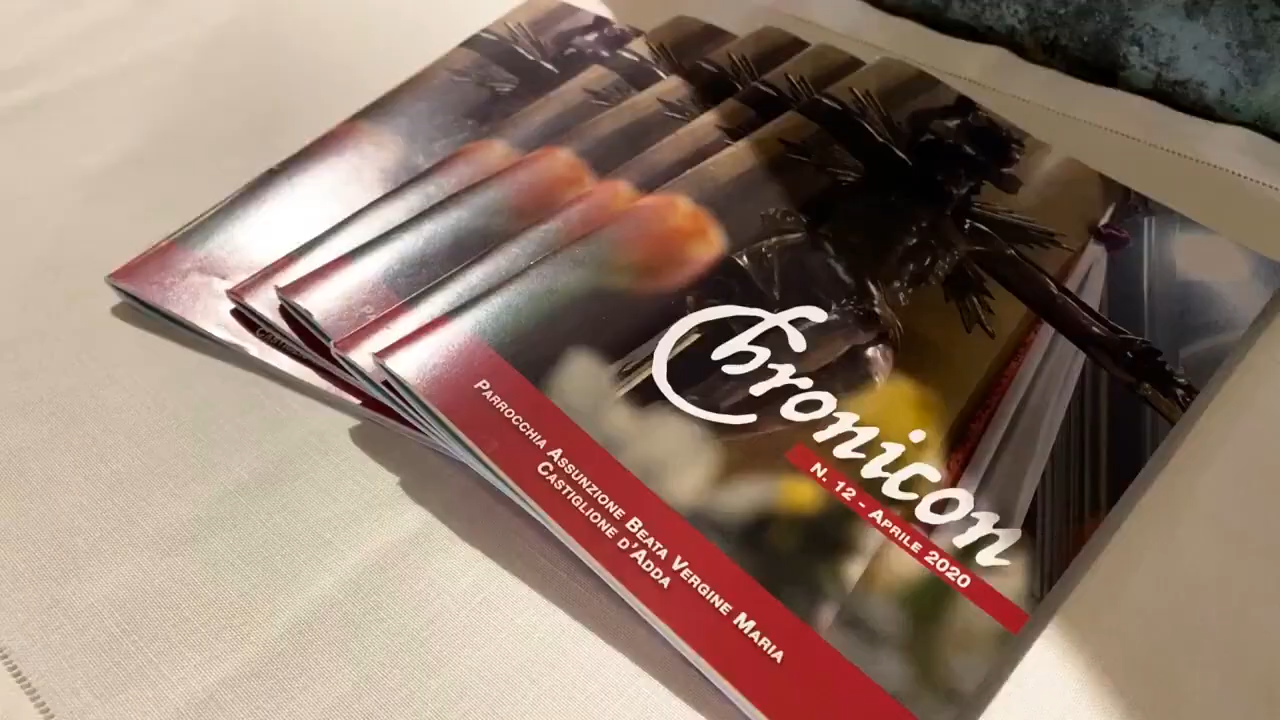 Chronicon
N. 12 - Aprile 2020
Parrocchia Assunzione Beata Vergine Maria
Castiglione d'Adda